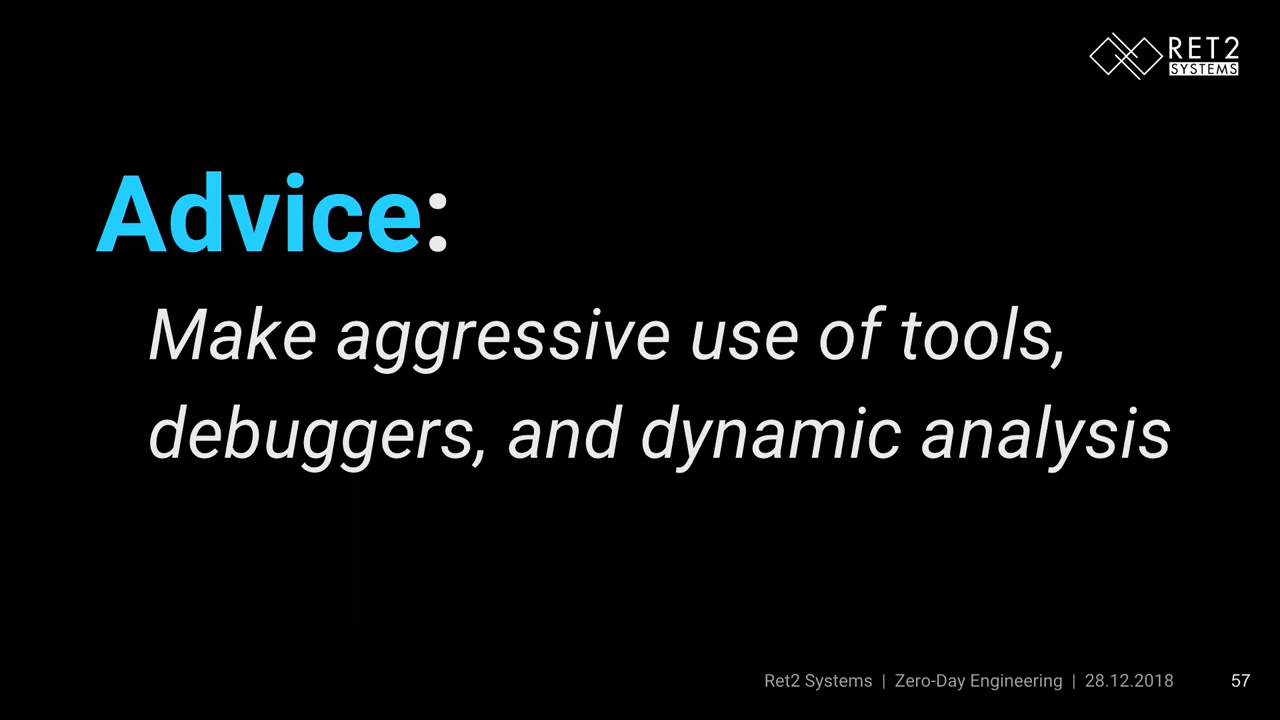 RET2
SYSTEMS
Advice:
Make aggressive use of tools,
debuggers, and dynamic analysis
Ret2 Systems | Zero-Day Engineering | 28.12.2018 57